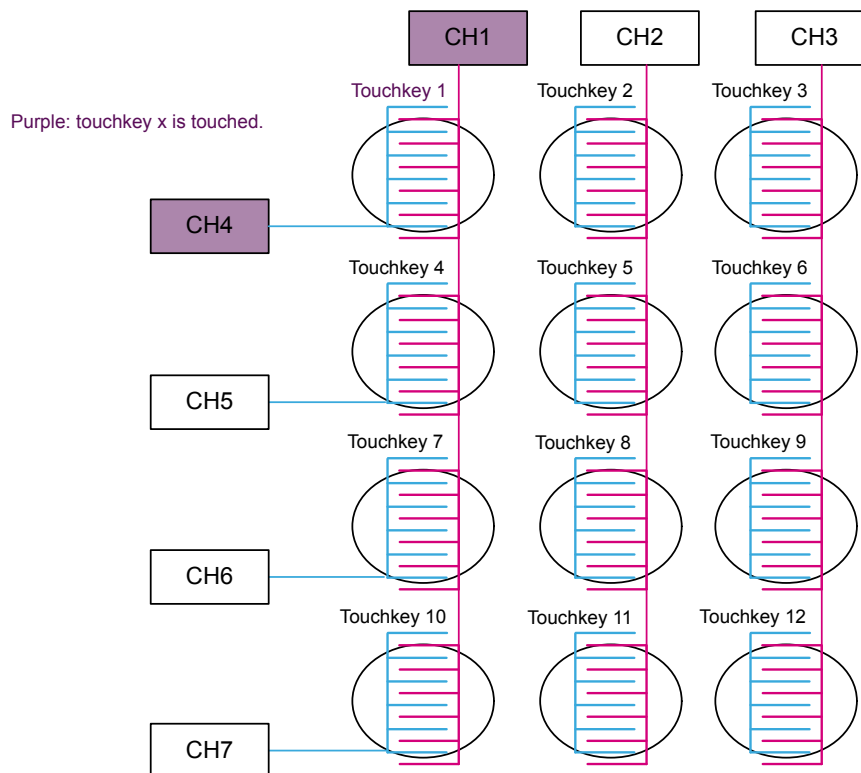 CH1
CH2
CH3
Touchkey 1
Touchkey 2
Touchkey 3
Purple: touchkey x is touched.
CH4
Touchkey 4
Touchkey 5
Touchkey 6
CH5
Touchkey 7
Touchkey 8
Touchkey 9
CH6
Touchkey 10
Touchkey 11
Touchkey 12
CH7